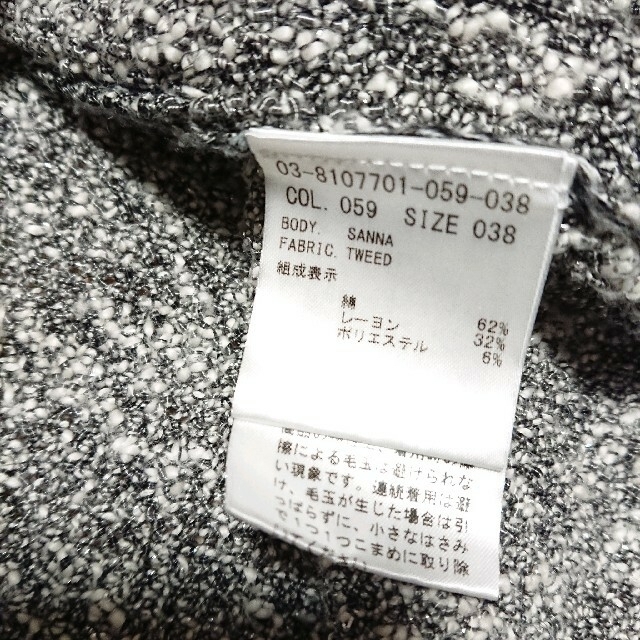 03-8107701-059-038
COL. 059 SIZE 038
BODY. SANNA
FABRIC. TWEED
組成表示
綿 62%
レーヨン 32%
ポリエステル 6%
擦による毛玉は避けられな
い現象です。連続着用は避
け、毛玉が生じた場合は引
っぱらずに、小さなはさみ
で1つ1つこまめに取り除